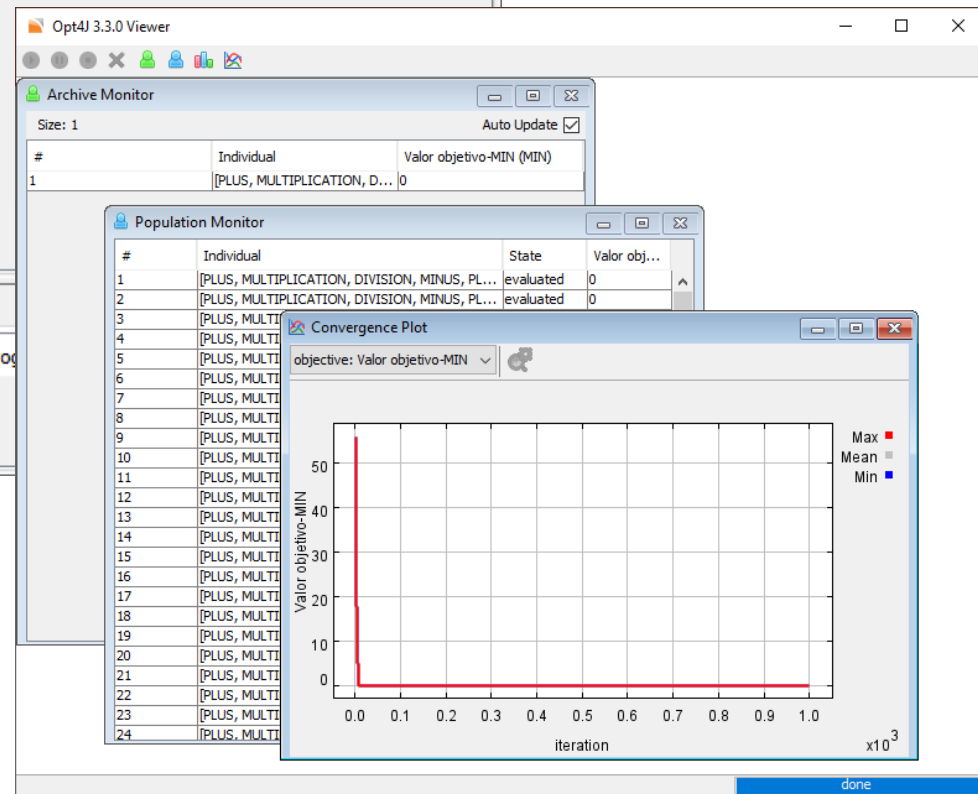 Opt4J 3.3.0 Viewer
Archive Monitor
Size: 1
Auto Update
# Individual Valor objetivo-MIN (MIN)
1 [PLUS, MULTIPLICATION, D... 0
Population Monitor
# Individual State Valor obj...
1 [PLUS, MULTIPLICATION, DIVISION, MINUS, PL... evaluated 0
2 [PLUS, MULTIPLICATION, DIVISION, MINUS, PL... evaluated 0
3 [PLUS, MULTI
4 [PLUS, MULTI
5 [PLUS, MULTI
6 [PLUS, MULTI
7 [PLUS, MULTI
8 [PLUS, MULTI
9 [PLUS, MULTI
10 [PLUS, MULTI
11 [PLUS, MULTI
12 [PLUS, MULTI
13 [PLUS, MULTI
14 [PLUS, MULTI
15 [PLUS, MULTI
16 [PLUS, MULTI
17 [PLUS, MULTI
18 [PLUS, MULTI
19 [PLUS, MULTI
20 [PLUS, MULTI
21 [PLUS, MULTI
22 [PLUS, MULTI
23 [PLUS, MULTI
24 [PLUS, MULTI
Convergence Plot
objective: Valor objetivo-MIN
Max
Mean
Min
Valor objetivo-MIN
50
40
30
20
10
0
0.0 0.1 0.2 0.3 0.4 0.5 0.6 0.7 0.8 0.9 1.0
iteration
x10^3
done